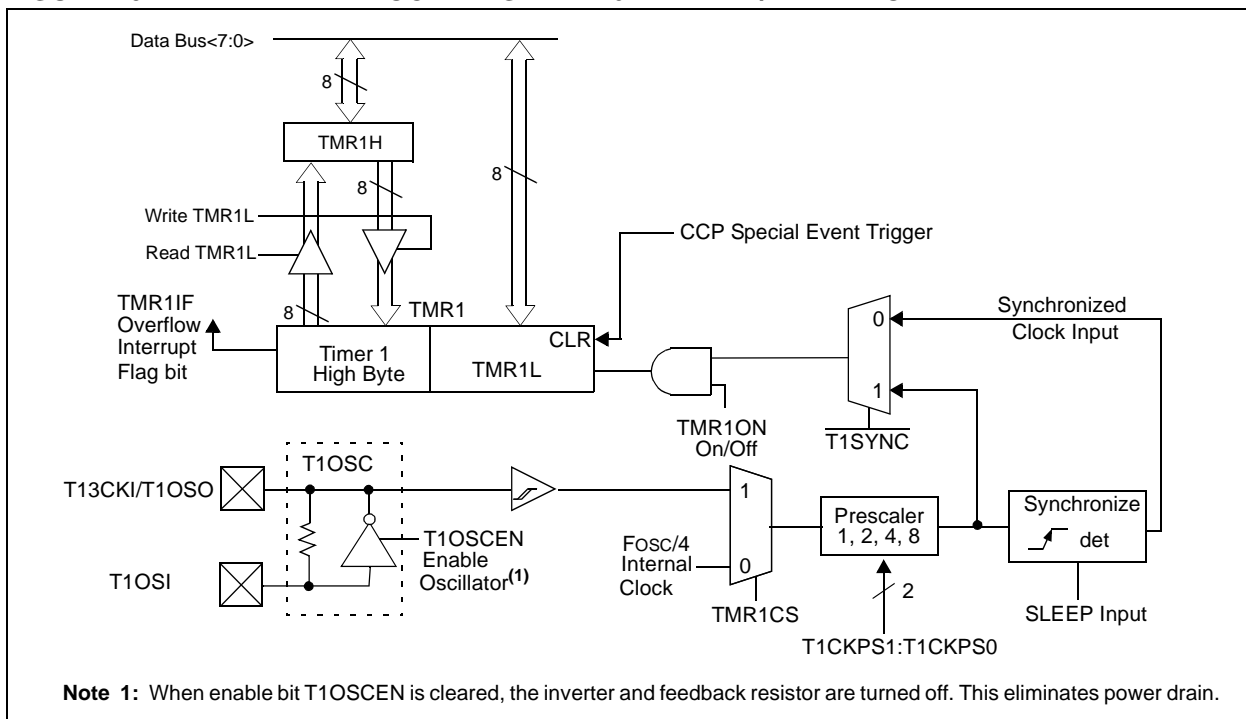 Data Bus<7:0>
8
TMR1H
8
8
Write TMR1L
Read TMR1L
CCP Special Event Trigger
8
TMR1
TMR1IF
Overflow
Interrupt
Flag bit
Timer 1
High Byte
TMR1L
CLR
TMR1ON
On/Off
0
1
T1SYNC
Synchronized
Clock Input
T1OSC
T13CKI/T1OSO
T1OSI
T1OSCEN
Enable
Oscillator(1)
FOSC/4
Internal
Clock
1
0
TMR1CS
Prescaler
1, 2, 4, 8
2
T1CKPS1:T1CKPS0
Synchronize
det
SLEEP Input
Note 1: When enable bit T1OSCEN is cleared, the inverter and feedback resistor are turned off. This eliminates power drain.